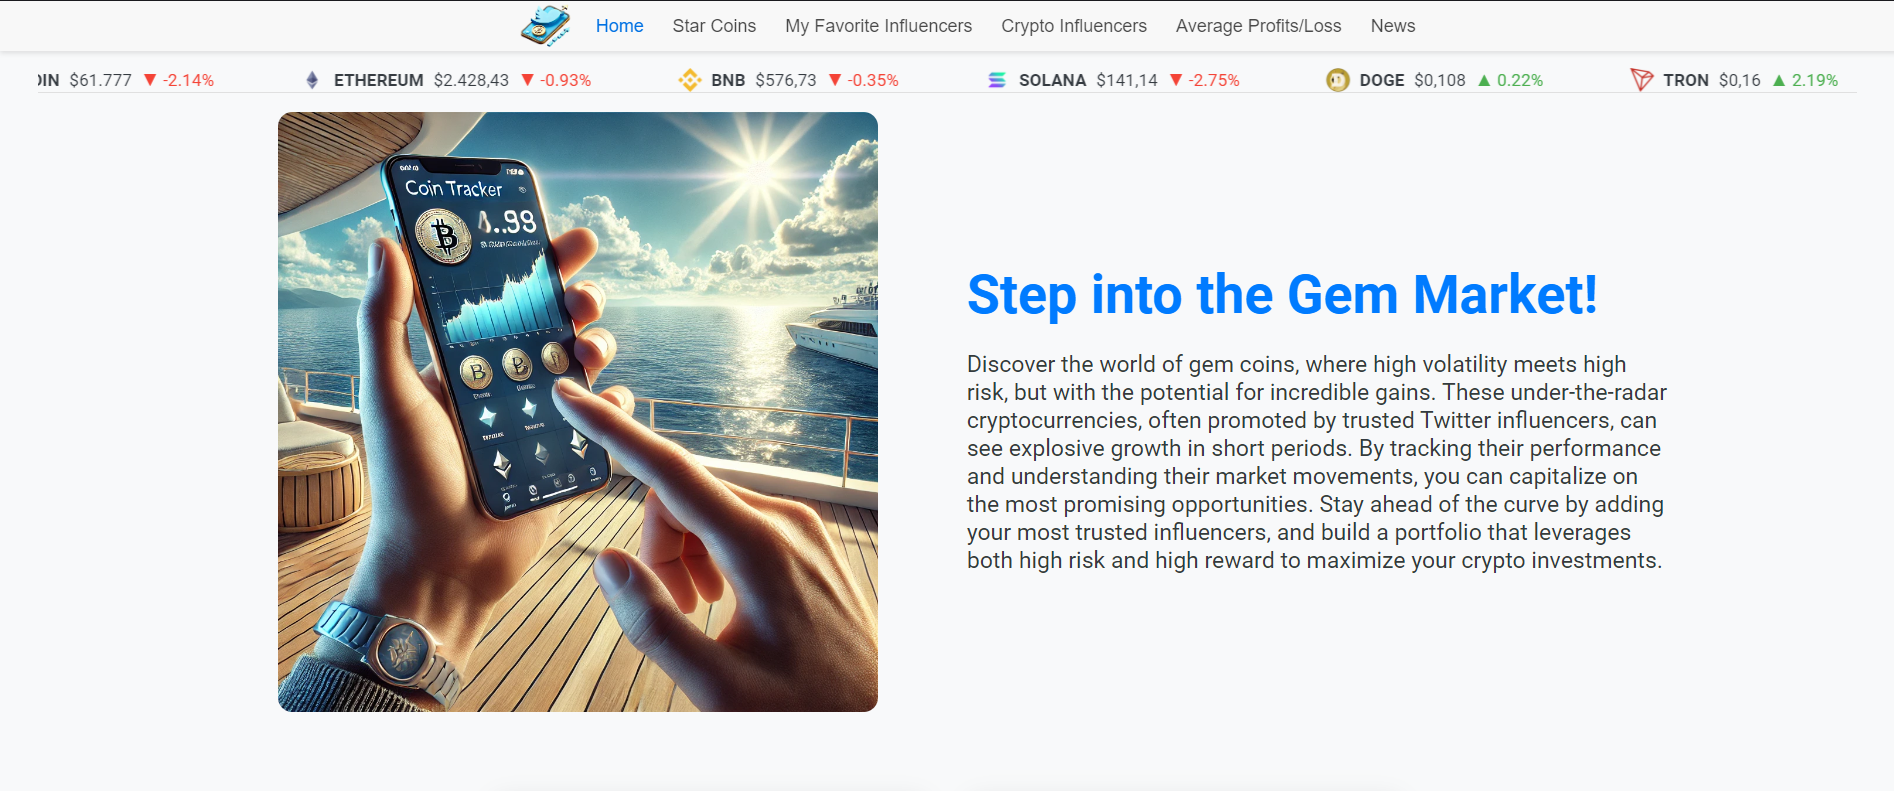 Home Star Coins My Favorite Influencers Crypto Influencers Average Profits/Loss News
OIN $61.777 ▼ -2.14% ETHEREUM $2.428,43 ▼ -0.93% BNB $576,73 ▼ -0.35% SOLANA $141,14 ▼ -2.75% DOGE $0,108 ▲ 0.22% TRON $0,16 ▲ 2.19%
Coin Tracker
Step into the Gem Market!
Discover the world of gem coins, where high volatility meets high
risk, but with the potential for incredible gains. These under-the-radar
cryptocurrencies, often promoted by trusted Twitter influencers, can
see explosive growth in short periods. By tracking their performance
and understanding their market movements, you can capitalize on
the most promising opportunities. Stay ahead of the curve by adding
your most trusted influencers, and build a portfolio that leverages
both high risk and high reward to maximize your crypto investments.